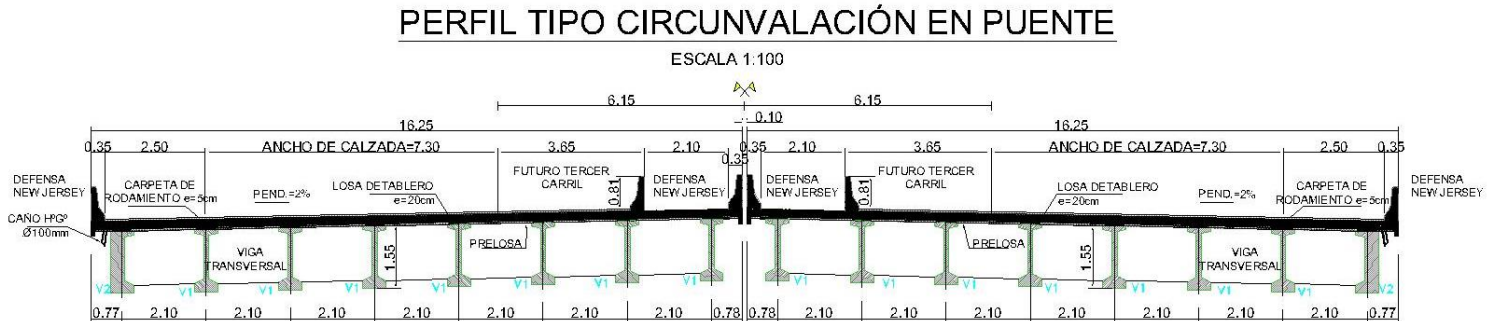 PERFIL TIPO CIRCUNVALACIÓN EN PUENTE
ESCALA 1:100
6.15 6.15
0.10
16.25 16.25
0.35 2.50 ANCHO DE CALZADA=7.30 3.65 2.10 0.35 0.35 2.10 3.65 ANCHO DE CALZADA=7.30 2.50 0.35
DEFENSA
NEW JERSEY
CARPETA DE
RODAMIENTO e=5cm
PEND.=2%
LOSA DETABLERO
e=20cm
FUTURO TERCER
CARRIL
0.81
DEFENSA
NEW JERSEY
DEFENSA
NEW JERSEY
0.81
FUTURO TERCER
CARRIL
LOSA DETABLERO
e=20cm
PEND.=2%
CARPETA DE
RODAMIENTO e=5cm
DEFENSA
NEW JERSEY
CAÑO HºGº
Ø100mm
VIGA
TRANSVERSAL
1.55
PRELOSA
PRELOSA
1.55
VIGA
TRANSVERSAL
V2 V1 V1 V1 V1 V1 V1 V1 V1 V1 V1 V1 V1 V1 V1 V2
0.77 2.10 2.10 2.10 2.10 2.10 2.10 2.10 0.78 0.78 2.10 2.10 2.10 2.10 2.10 2.10 2.10 0.77